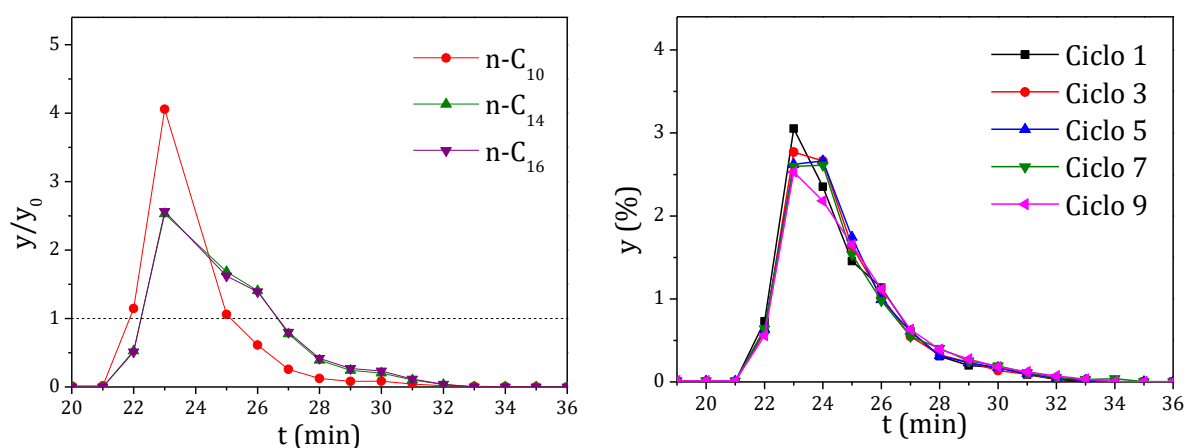 y/y₀
5
4
3
2
1
0
20 22 24 26 28 30 32 34 36
t (min)
n-C₁₀
n-C₁₄
n-C₁₆
y (%)
4
3
2
1
0
20 22 24 26 28 30 32 34 36
t (min)
Ciclo 1
Ciclo 3
Ciclo 5
Ciclo 7
Ciclo 9